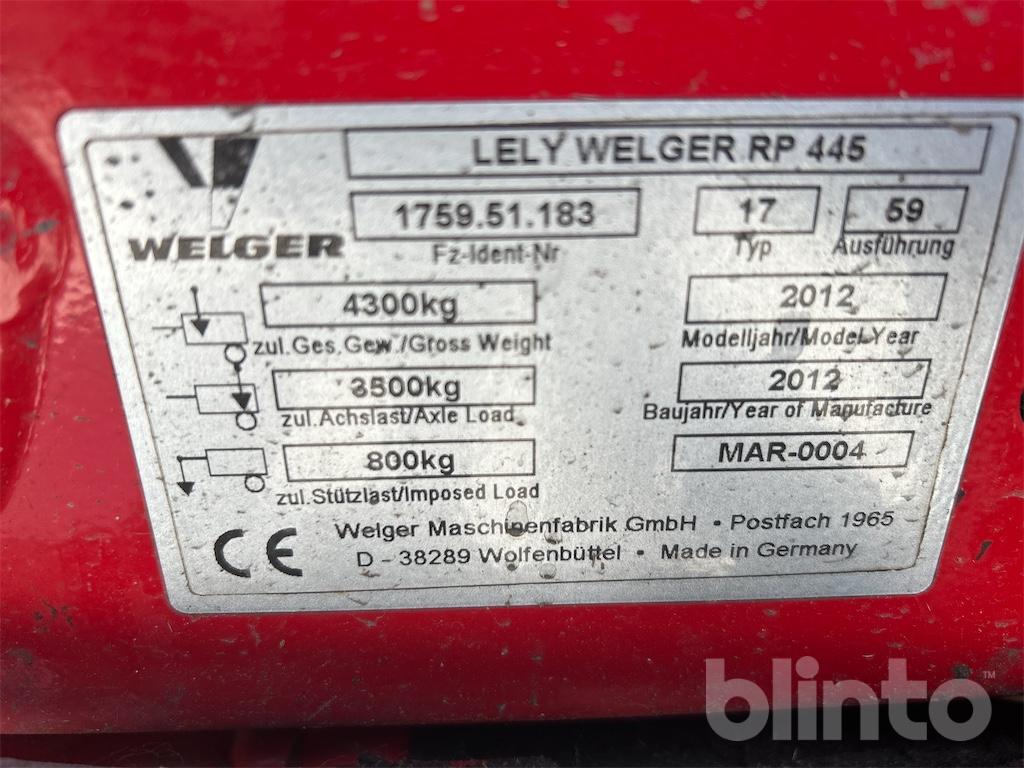 LELY WELGER RP 445
WELGER
1759.51.183
17
59
Fz-Ident-Nr
Typ
Ausführung
4300kg
2012
zul.Ges.Gew./Gross Weight
Modelljahr/Model Year
3500kg
2012
zul.Achslast/Axle Load
Baujahr/Year of Manufacture
800kg
MAR-0004
zul.Stützlast/Imposed Load
CE
Welger Maschinenfabrik GmbH • Postfach 1965
D - 38289 Wolfenbüttel • Made in Germany
blinto™